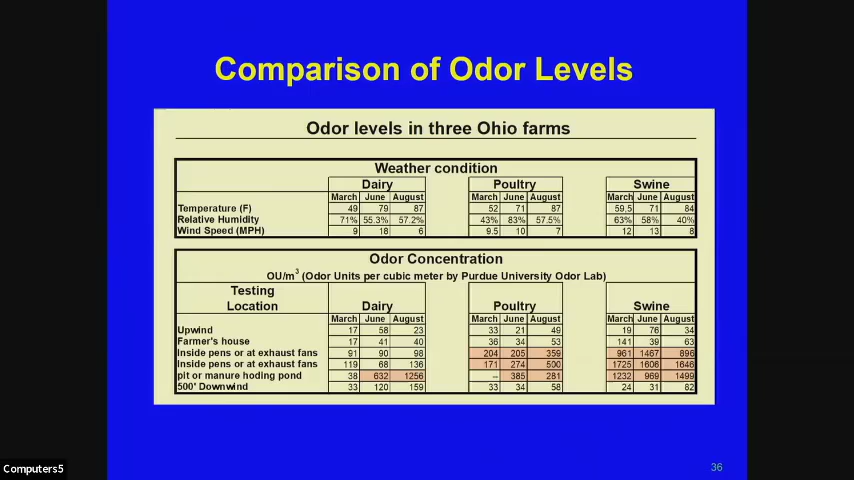 Comparison of Odor Levels
Odor levels in three Ohio farms
Weather condition
Dairy Poultry Swine
March June August March June August March June August
Temperature (F) 49 79 87 52 71 87 59.5 71 84
Relative Humidity 71% 55.3% 57.2% 43% 83% 57.5% 63% 58% 40%
Wind Speed (MPH) 9 18 6 9.5 10 7 12 13 8
Odor Concentration
OU/m3 (Odor Units per cubic meter by Purdue University Odor Lab)
Testing
Location Dairy Poultry Swine
March June August March June August March June August
Upwind 17 58 23 33 21 49 19 76 34
Farmer's house 17 41 40 36 34 53 141 39 63
Inside pens or at exhaust fans 91 90 98 204 205 359 961 1467 896
Inside pens or at exhaust fans 119 68 136 171 274 500 1725 1606 1646
pit or manure hoding pond 38 632 1256 -- 385 281 1232 969 1499
500' Downwind 33 120 159 33 34 58 24 31 82
36
Computers5